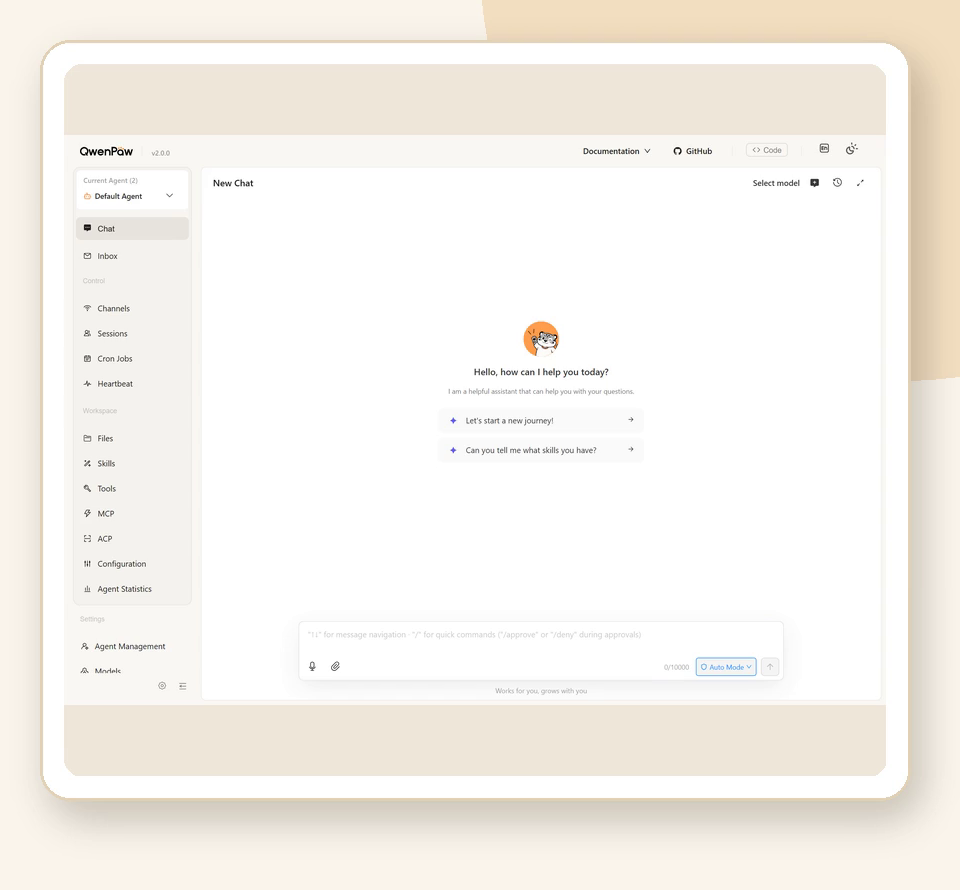 QwenPaw
v2.0.0
Documentation
GitHub
<> Code
En
Current Agent (2)
Default Agent
Chat
Inbox
Control
Channels
Sessions
Cron Jobs
Heartbeat
Workspace
Files
Skills
Tools
MCP
ACP
Configuration
Agent Statistics
Settings
Agent Management
Models
New Chat
Select model
Hello, how can I help you today?
I am a helpful assistant that can help you with your questions.
Let's start a new journey!
Can you tell me what skills you have?
"↑↓" for message navigation · "/" for quick commands ("/approve" or "/deny" during approvals)
0/10000
Auto Mode
Works for you, grows with you